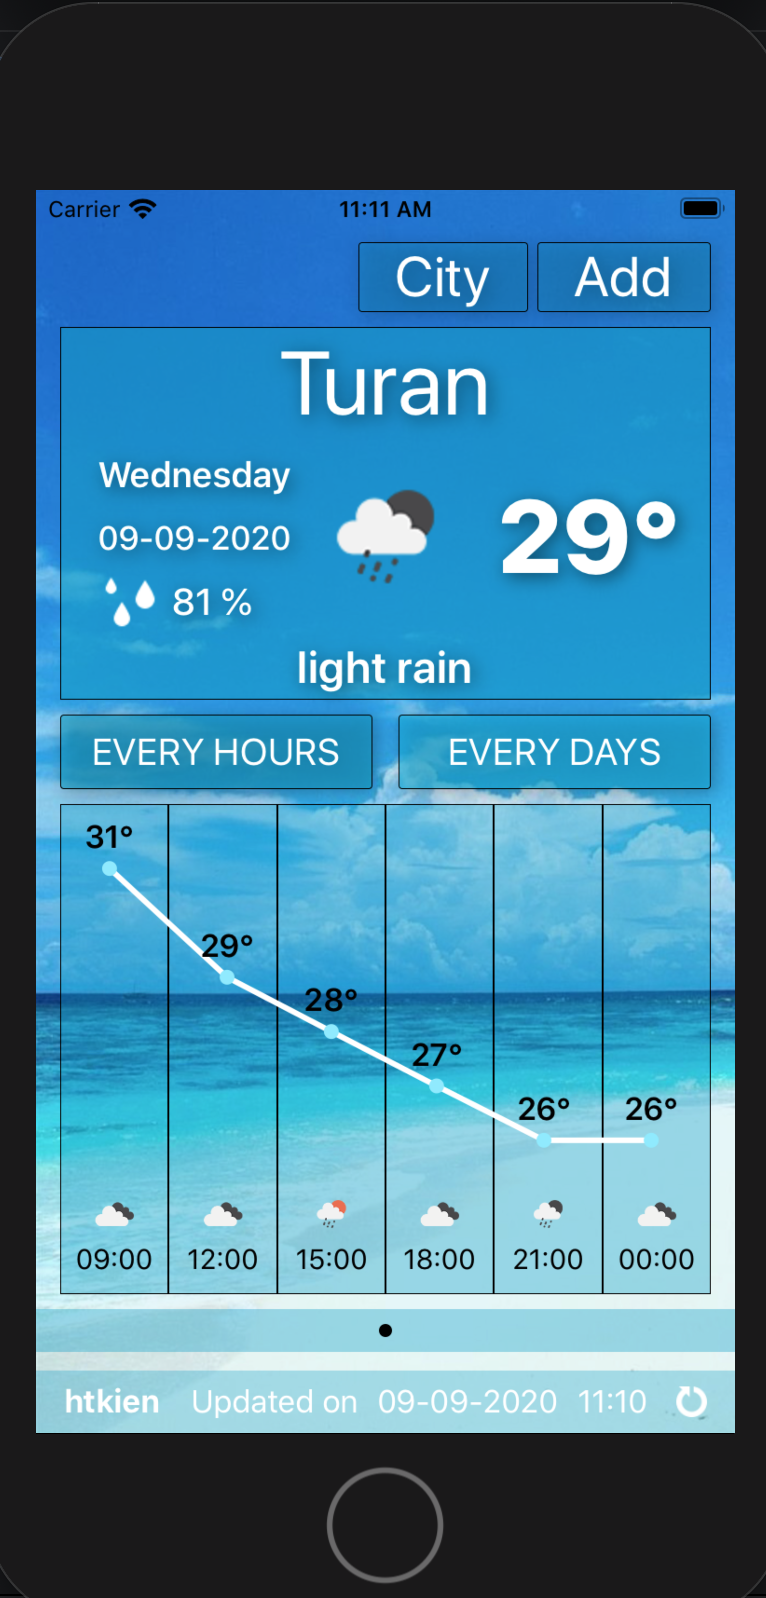 Carrier 11:11 AM
City Add
Turan
Wednesday
09-09-2020
29°
81 %
light rain
EVERY HOURS EVERY DAYS
31°
29°
28°
27°
26° 26°
09:00 12:00 15:00 18:00 21:00 00:00
htkien Updated on 09-09-2020 11:10